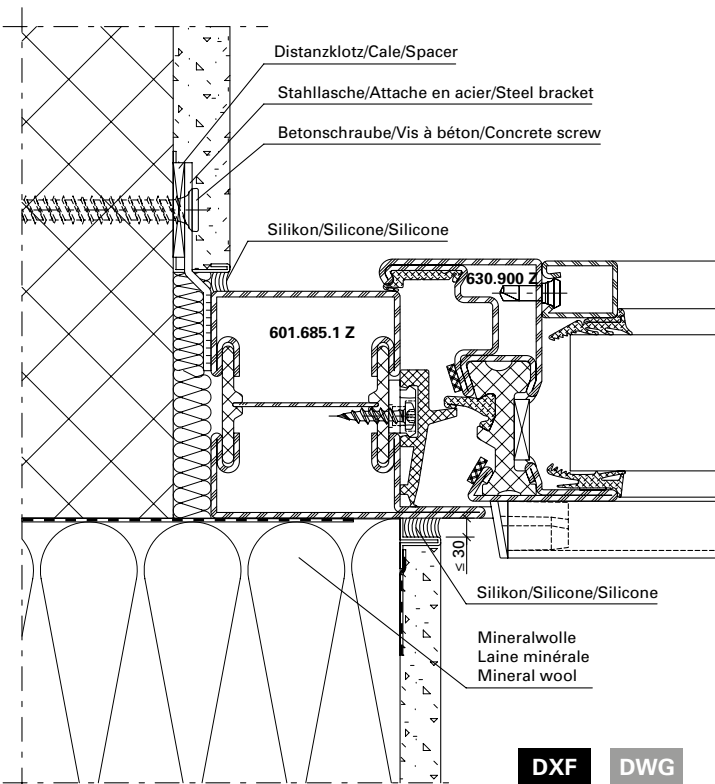 Distanzklotz/Cale/Spacer
Stahllasche/Attache en acier/Steel bracket
Betonschraube/Vis à béton/Concrete screw
Silikon/Silicone/Silicone
630.900 Z
601.685.1 Z
≤ 30
Silikon/Silicone/Silicone
Mineralwolle
Laine minérale
Mineral wool
DXF DWG